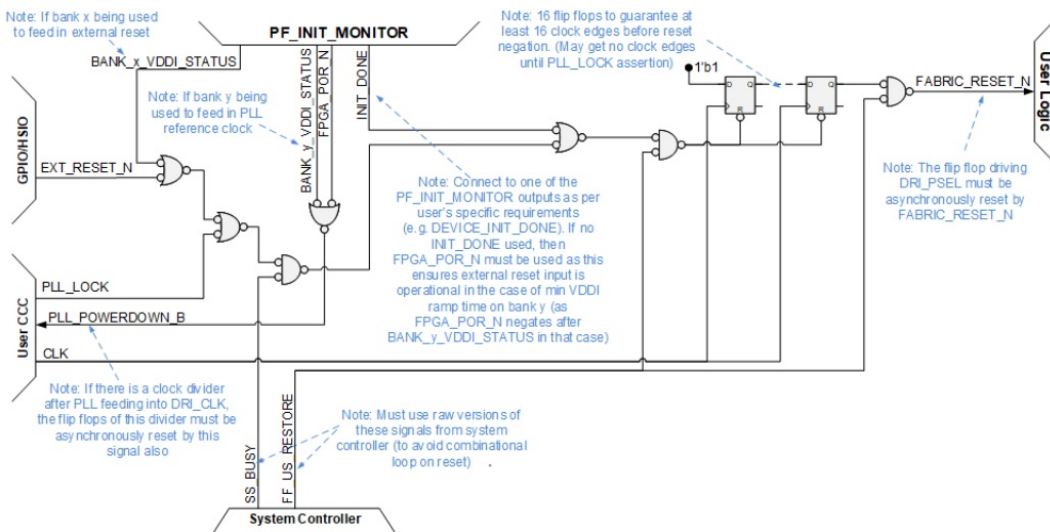 Note: If bank x being used
to feed in external reset
PF_INIT_MONITOR
Note: 16 flip flops to guarantee at
least 16 clock edges before reset
negation. (May get no clock edges
until PLL_LOCK assertion)
BANK_x_VDDI_STATUS
Note: If bank y being
used to feed in PLL
reference clock
BANK_y_VDDI_STATUS
FPGA_POR_N
INIT_DONE
1'b1
R
R
FABRIC_RESET_N
User Logic
GPIO/HSIO
EXT_RESET_N
Note: Connect to one of the
PF_INIT_MONITOR outputs as per
user's specific requirements
(e.g. DEVICE_INIT_DONE). If no
INIT_DONE used, then
FPGA_POR_N must be used as this
ensures external reset input is
operational in the case of min VDDI
ramp time on bank y (as
FPGA_POR_N negates after
BANK_y_VDDI_STATUS in that case)
Note: The flip flop driving
DRI_PSEL must be
asynchronously reset by
FABRIC_RESET_N
User CCC
PLL_LOCK
PLL_POWERDOWN_B
CLK
Note: If there is a clock divider
after PLL feeding into DRI_CLK,
the flip flops of this divider must be
asynchronously reset by this
signal also
SS_BUSY
FF_US_RESTORE
Note: Must use raw versions of
these signals from system
controller (to avoid combinational
loop on reset)
System Controller